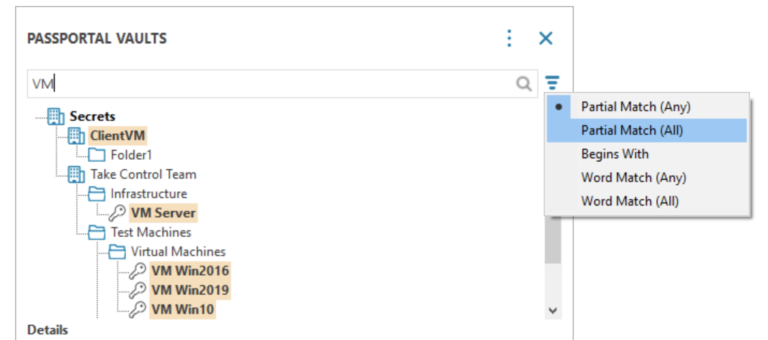 PASSPORTAL VAULTS
VM
Secrets
ClientVM
Folder1
Take Control Team
Infrastructure
VM Server
Test Machines
Virtual Machines
VM Win2016
VM Win2019
VM Win10
Details
Partial Match (Any)
Partial Match (All)
Begins With
Word Match (Any)
Word Match (All)